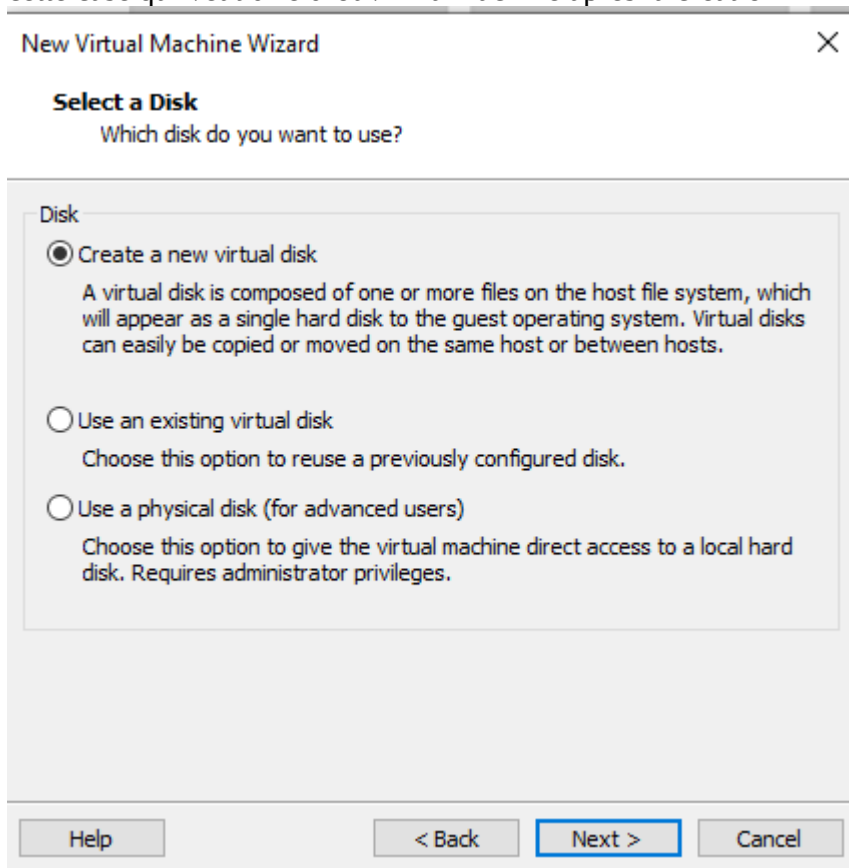 New Virtual Machine Wizard
Select a Disk
Which disk do you want to use?
Disk
Create a new virtual disk
A virtual disk is composed of one or more files on the host file system, which
will appear as a single hard disk to the guest operating system. Virtual disks
can easily be copied or moved on the same host or between hosts.
Use an existing virtual disk
Choose this option to reuse a previously configured disk.
Use a physical disk (for advanced users)
Choose this option to give the virtual machine direct access to a local hard
disk. Requires administrator privileges.
Help
< Back
Next >
Cancel